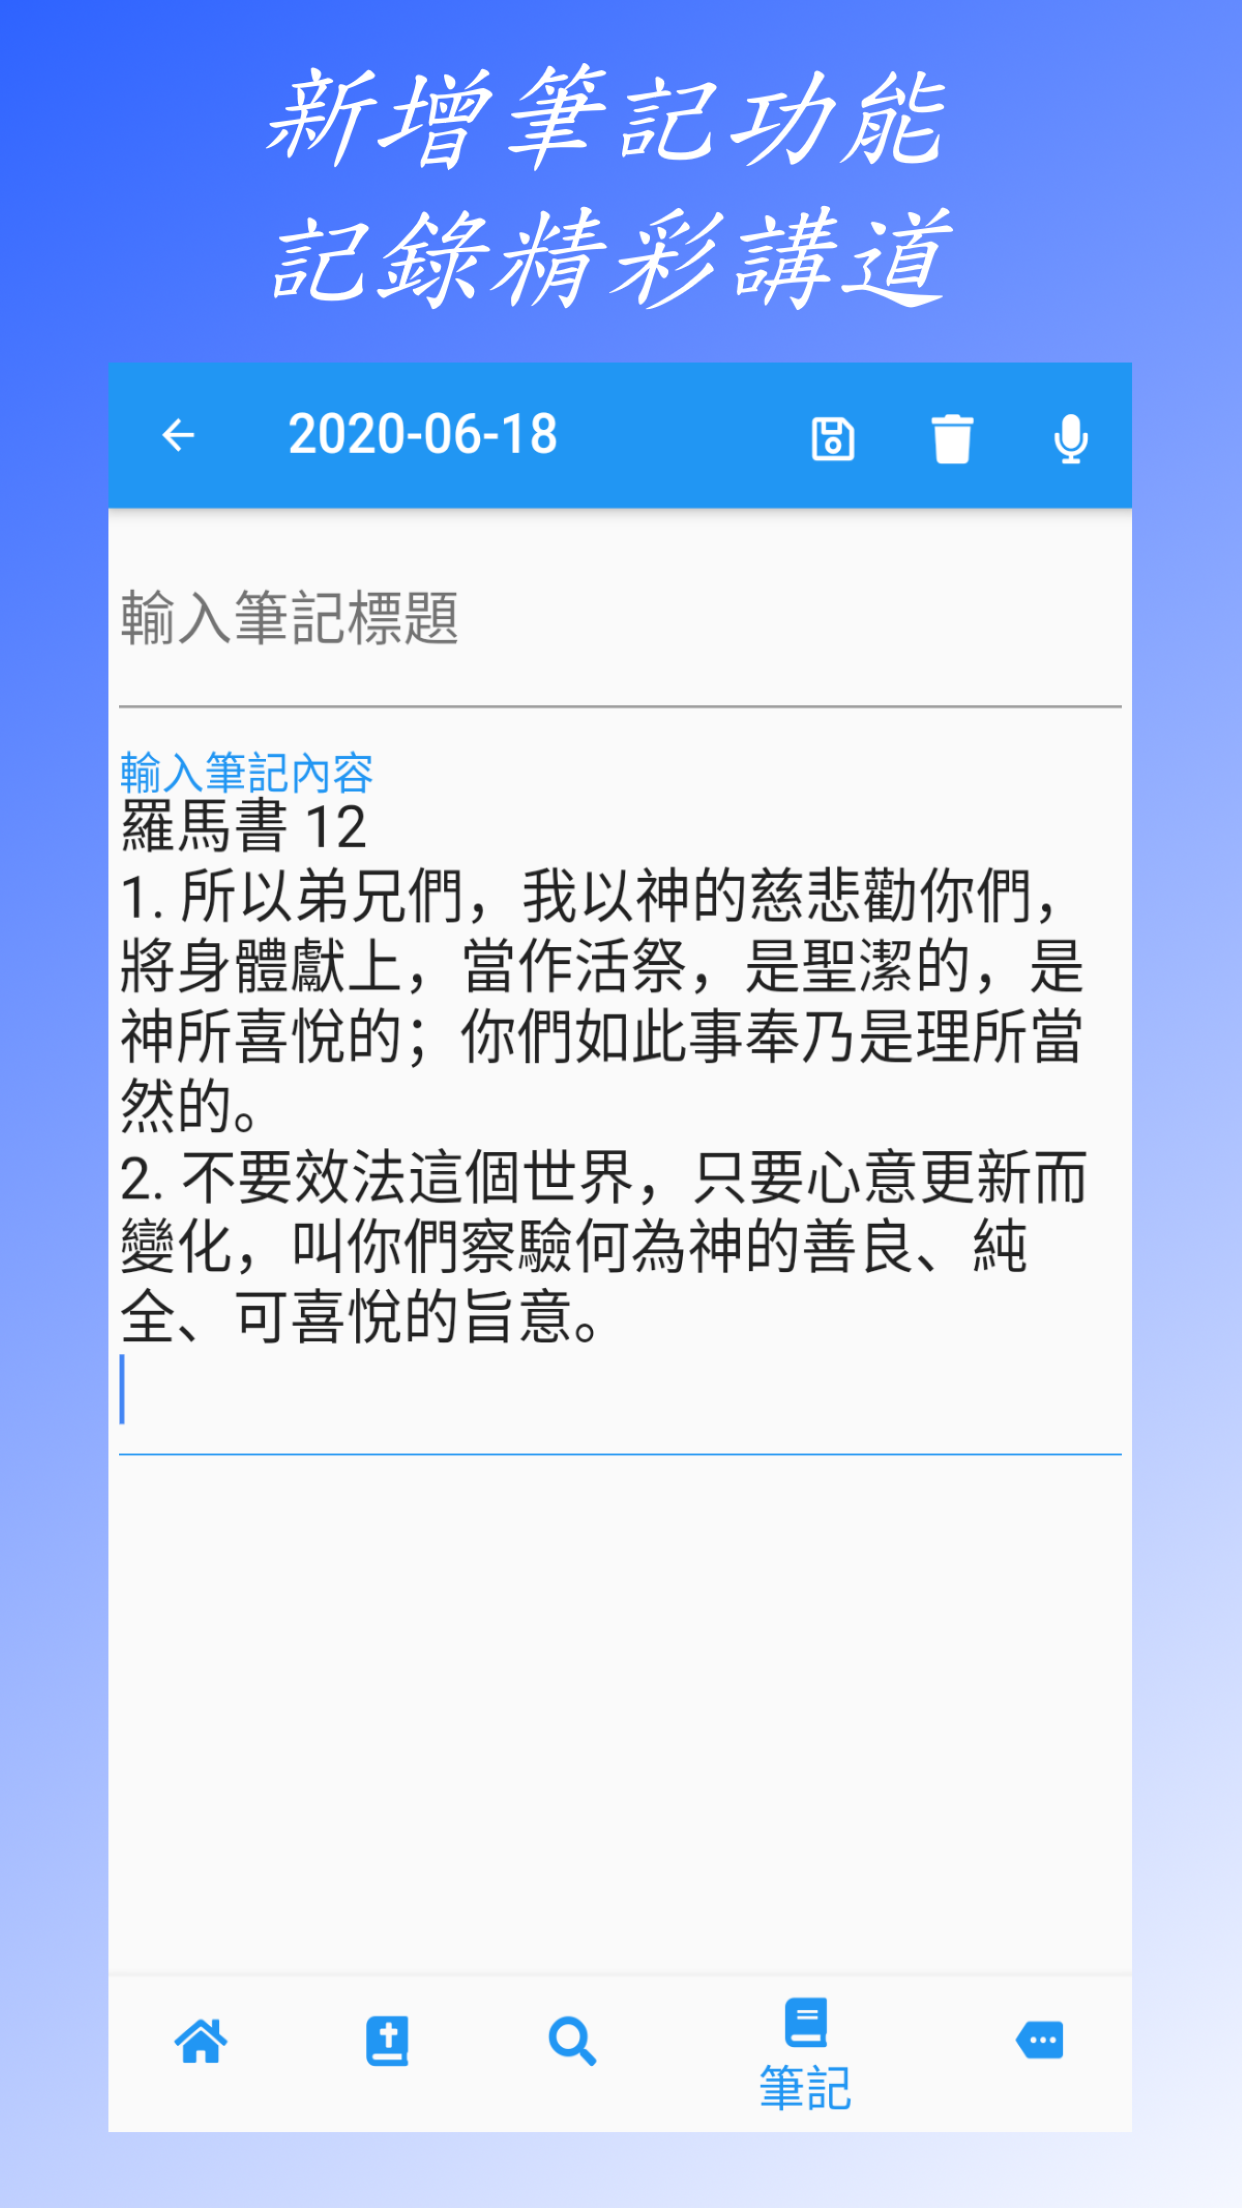 新增筆記功能
記錄精彩講道
2020-06-18
輸入筆記標題
輸入筆記內容
羅馬書 12
1. 所以弟兄們，我以神的慈悲勸你們，
將身體獻上，當作活祭，是聖潔的，是
神所喜悅的；你們如此事奉乃是理所當
然的。
2. 不要效法這個世界，只要心意更新而
變化，叫你們察驗何為神的善良、純
全、可喜悅的旨意。
筆記